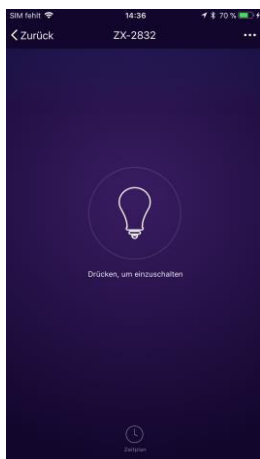 SIM fehlt 14:36 70 %
Zurück ZX-2832
Drücken, um einzuschalten
Zeitplan